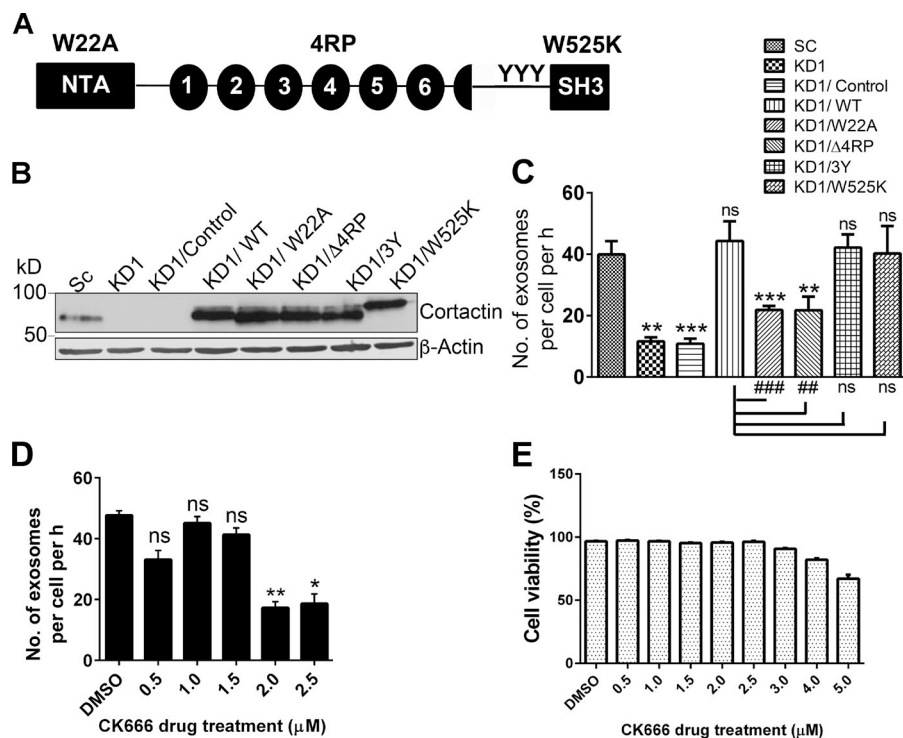 A
W22A 4RP W525K
NTA 1 2 3 4 5 6 YYY SH3
SC
KD1
KD1/ Control
KD1/ WT
KD1/W22A
KD1/Δ4RP
KD1/3Y
KD1/W525K
B
kD
Sc KD1 KD1/Control KD1/ WT KD1/ W22A KD1/Δ4RP KD1/3Y KD1/W525K
100
50
Cortactin
β-Actin
C
No. of exosomes
per cell per h
60
40
20
0
** *** ns *** ** ns ns
### ## ns ns
D
No. of exosomes
per cell per h
60
40
20
0
ns ns ns ** *
DMSO 0.5 1.0 1.5 2.0 2.5
CK666 drug treatment (μM)
E
Cell viability (%)
150
100
50
0
DMSO 0.5 1.0 1.5 2.0 2.5 3.0 4.0 5.0
CK666 drug treatment (μM)